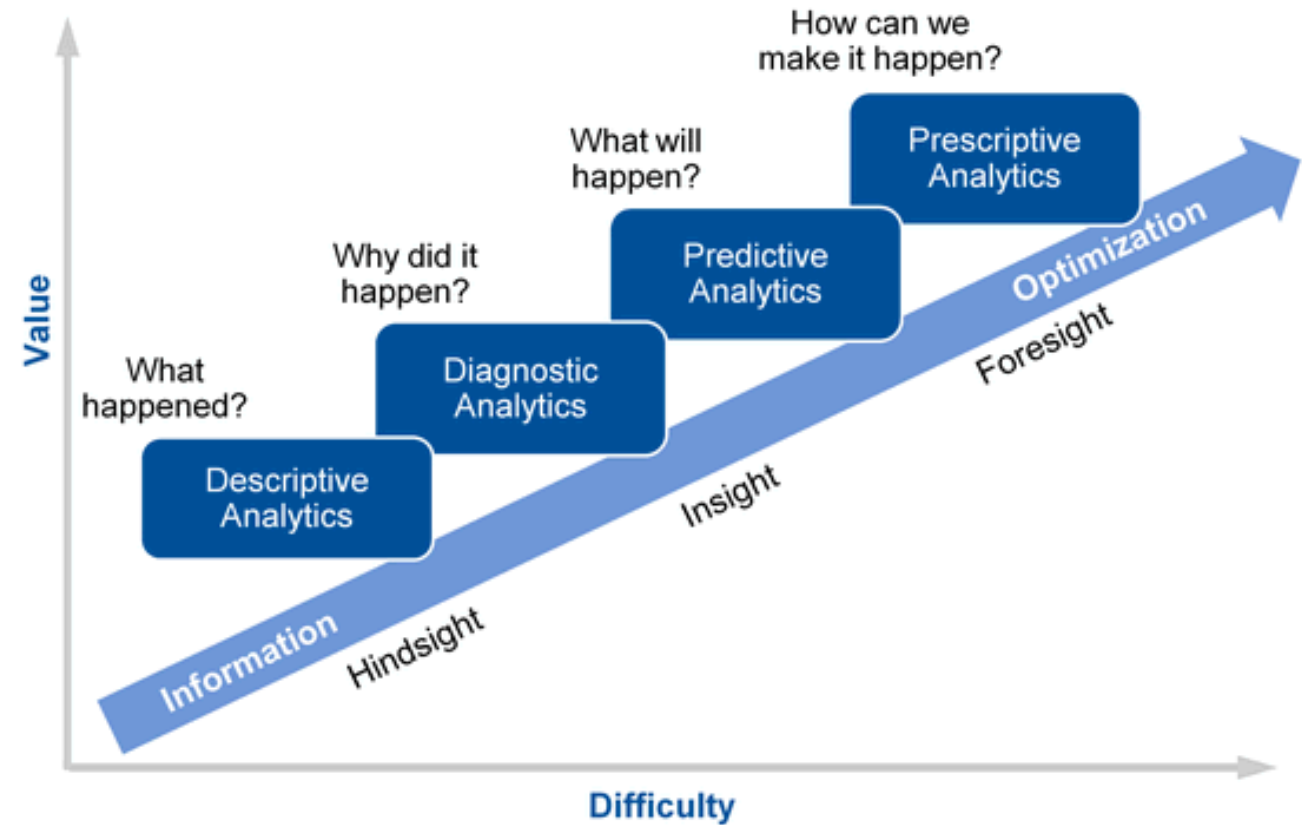 How can we
make it happen?
Prescriptive
Analytics
What will
happen?
Predictive
Analytics
Why did it
happen?
Diagnostic
Analytics
What
happened?
Descriptive
Analytics
Value
Information
Optimization
Hindsight
Insight
Foresight
Difficulty